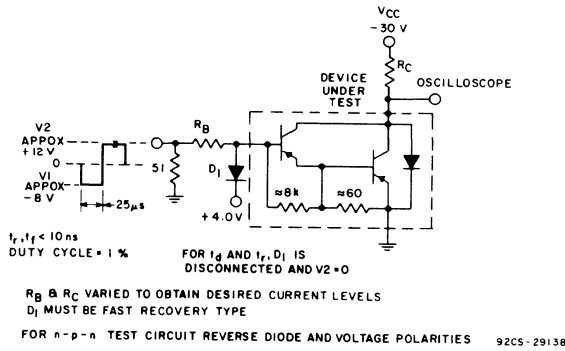 VCC
-30 V
RC
OSCILLOSCOPE
DEVICE
UNDER
TEST
RB
V2
APPROX
+12 V
0
V1
APPOX
-8 V
51
D1
≈8k
≈60
+4.0V
25µs
tr,tf < 10 ns
DUTY CYCLE = 1 %
FOR td AND tr, D1 IS
DISCONNECTED AND V2=0
RB & RC VARIED TO OBTAIN DESIRED CURRENT LEVELS
D1 MUST BE FAST RECOVERY TYPE
FOR n-p-n TEST CIRCUIT REVERSE DIODE AND VOLTAGE POLARITIES
92CS-29138